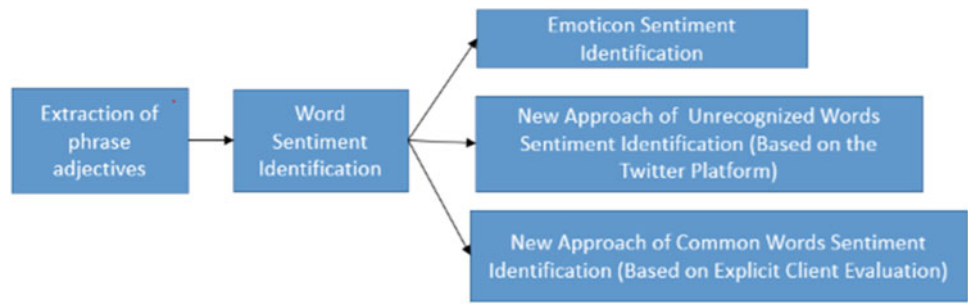 Extraction of
phrase
adjectives
Word
Sentiment
Identification
Emoticon Sentiment
Identification
New Approach of Unrecognized Words
Sentiment Identification (Based on the
Twitter Platform)
New Approach of Common Words Sentiment
Identification (Based on Explicit Client Evaluation)